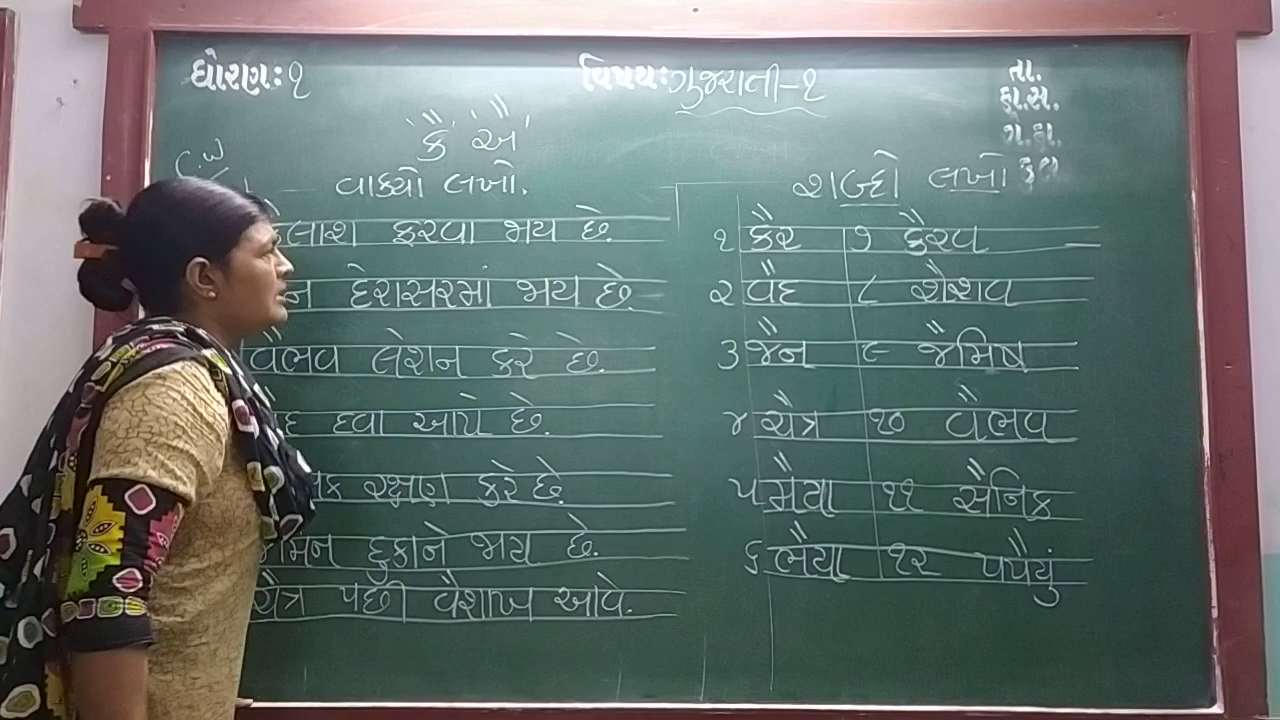 ધોરણઃ ૧
વિષયઃ ગુજરાતી-૧
તા.
હા.સ.
ગે.હા.
કુલ
'કૈ' 'ઐ'
C.W
વાક્યો લખો.
કૈલાશ ફરવા જાય છે.
ન દેરાસરમાં જાય છે.
વૈભવ લેશન કરે છે.
દ દવા આપે છે.
નિક રક્ષણ કરે છે.
જૈમિન દુકાને જાય છે.
ચૈત્ર પછી વૈશાખ આવે.
શબ્દો લખો
૧ કૈર ૭ કૈરવ
૨ વૈદ ૮ શૈશવ
૩ જૈન ૯ જૈમિષ
૪ ચૈત્ર ૧૦ વૈભવ
૫ મૈયા ૧૧ સૈનિક
૬ ભૈયા ૧૨ પપૈયું